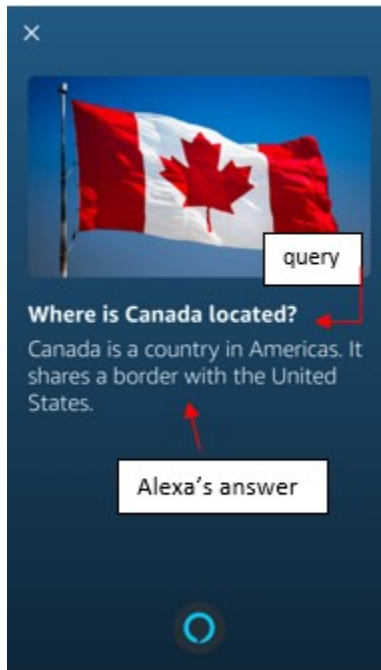 query
Where is Canada located?
Canada is a country in Americas. It
shares a border with the United
States.
Alexa's answer